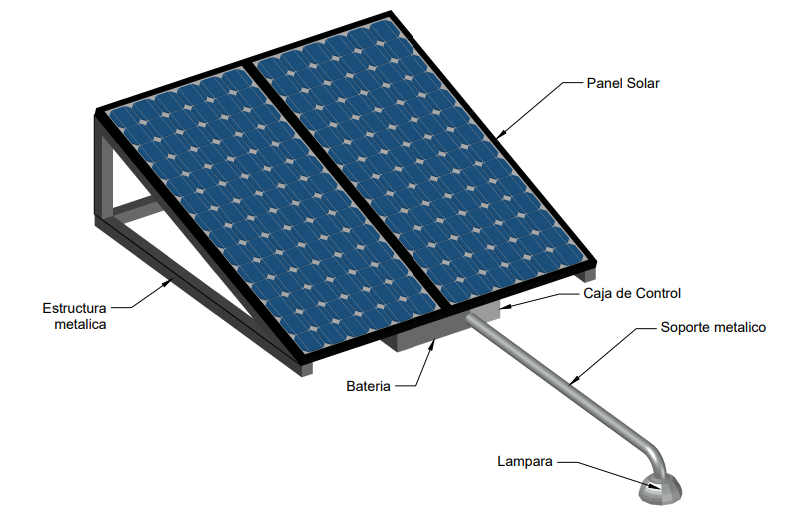 Panel Solar
Caja de Control
Estructura
metalica
Soporte metalico
Bateria
Lampara